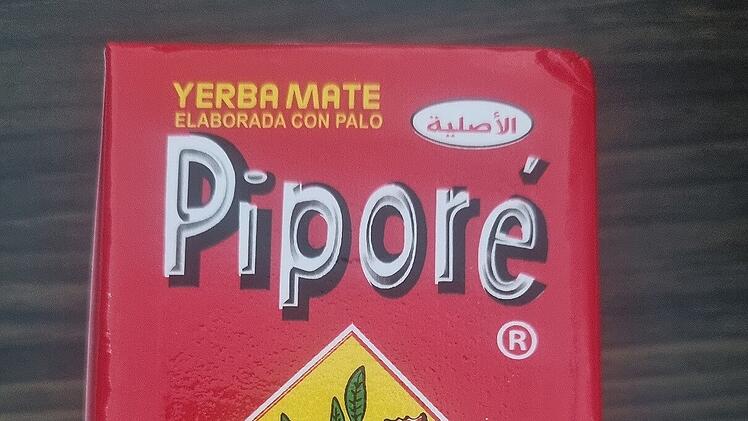 YERBA MATE
ELABORADA CON PALO
الأصلية
Piporé
®